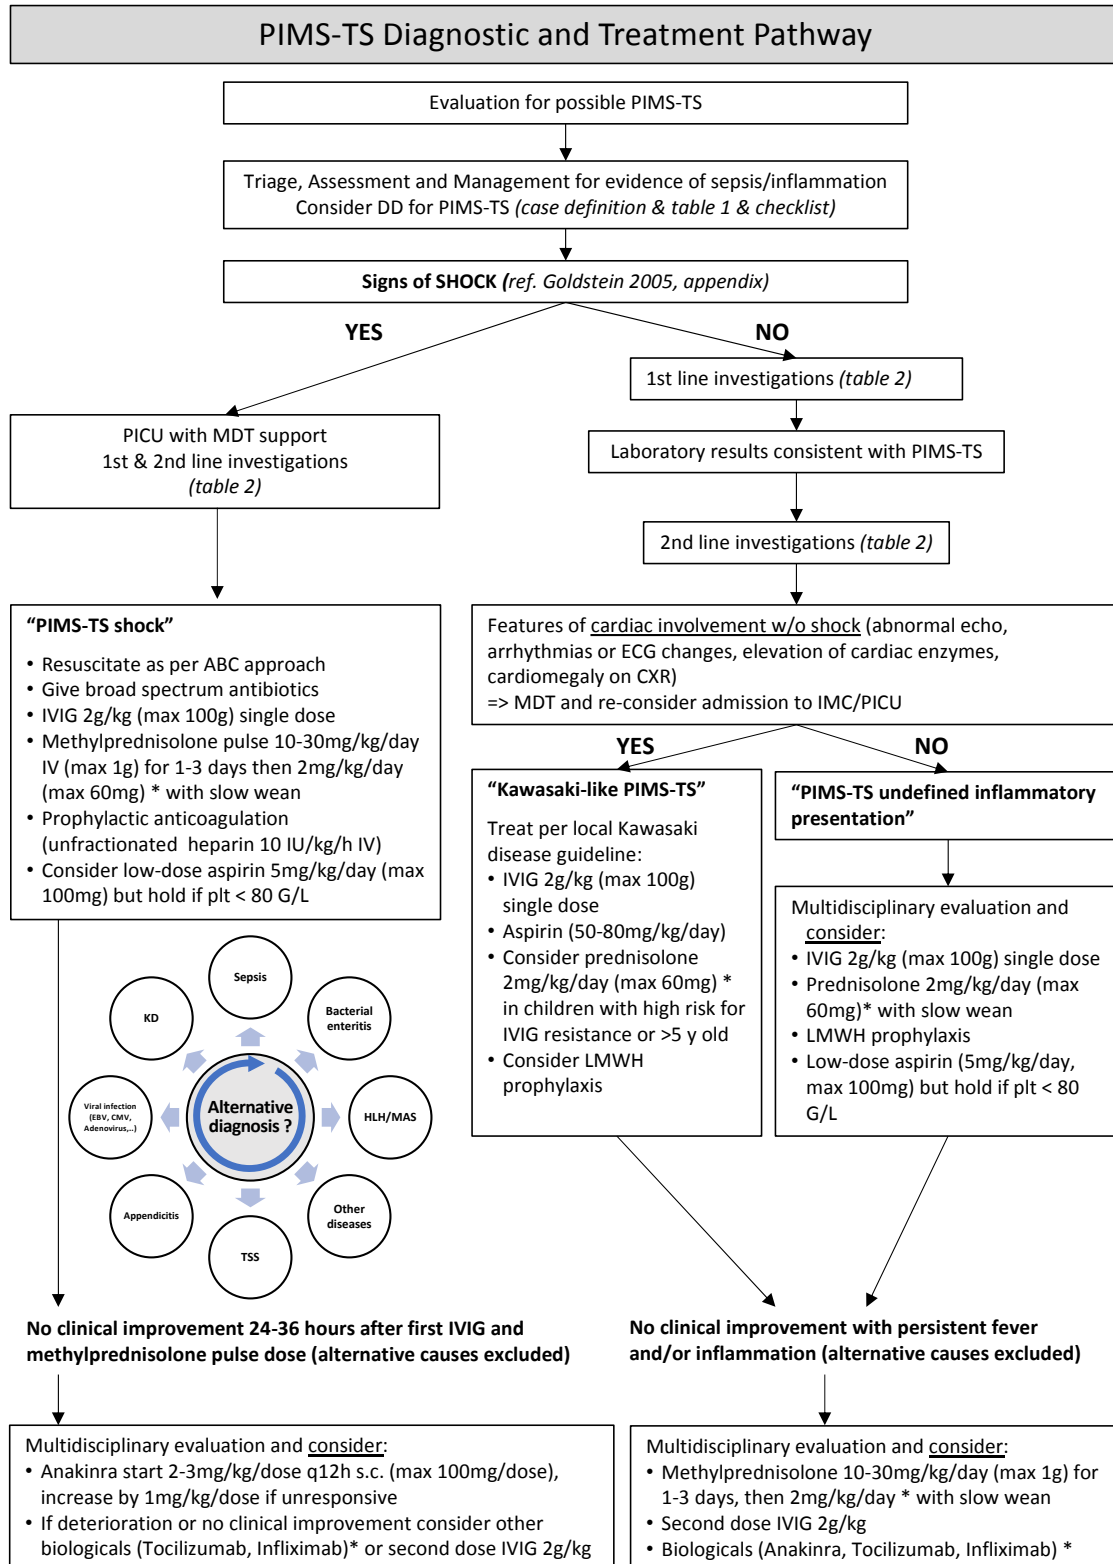 PIMS-TS Diagnostic and Treatment Pathway
Evaluation for possible PIMS-TS
Triage, Assessment and Management for evidence of sepsis/inflammation
Consider DD for PIMS-TS (case definition & table 1 & checklist)
Signs of SHOCK (ref. Goldstein 2005, appendix)
YES
NO
1st line investigations (table 2)
PICU with MDT support
1st & 2nd line investigations
(table 2)
Laboratory results consistent with PIMS-TS
2nd line investigations (table 2)
“PIMS-TS shock”
• Resuscitate as per ABC approach
• Give broad spectrum antibiotics
• IVIG 2g/kg (max 100g) single dose
• Methylprednisolone pulse 10-30mg/kg/day
IV (max 1g) for 1-3 days then 2mg/kg/day
(max 60mg) * with slow wean
• Prophylactic anticoagulation
(unfractionated heparin 10 IU/kg/h IV)
• Consider low-dose aspirin 5mg/kg/day (max
100mg) but hold if plt < 80 G/L
Features of cardiac involvement w/o shock (abnormal echo,
arrhythmias or ECG changes, elevation of cardiac enzymes,
cardiomegaly on CXR)
=> MDT and re-consider admission to IMC/PICU
YES
NO
“Kawasaki-like PIMS-TS”
Treat per local Kawasaki
disease guideline:
• IVIG 2g/kg (max 100g)
single dose
• Aspirin (50-80mg/kg/day)
• Consider prednisolone
2mg/kg/day (max 60mg) *
in children with high risk for
IVIG resistance or >5 y old
• Consider LMWH
prophylaxis
“PIMS-TS undefined inflammatory
presentation”
Multidisciplinary evaluation and
consider:
• IVIG 2g/kg (max 100g) single dose
• Prednisolone 2mg/kg/day (max
60mg)* with slow wean
• LMWH prophylaxis
• Low-dose aspirin (5mg/kg/day,
max 100mg) but hold if plt < 80
G/L
Sepsis
Bacterial
enteritis
HLH/MAS
Other
diseases
TSS
Appendicitis
Viral infection
(EBV, CMV,
Adenovirus,..)
KD
Alternative
diagnosis ?
No clinical improvement 24-36 hours after first IVIG and
methylprednisolone pulse dose (alternative causes excluded)
No clinical improvement with persistent fever
and/or inflammation (alternative causes excluded)
Multidisciplinary evaluation and consider:
• Anakinra start 2-3mg/kg/dose q12h s.c. (max 100mg/dose),
increase by 1mg/kg/dose if unresponsive
• If deterioration or no clinical improvement consider other
biologicals (Tocilizumab, Infliximab)* or second dose IVIG 2g/kg
Multidisciplinary evaluation and consider:
• Methylprednisolone 10-30mg/kg/day (max 1g) for
1-3 days, then 2mg/kg/day * with slow wean
• Second dose IVIG 2g/kg
• Biologicals (Anakinra, Tocilizumab, Infliximab) *